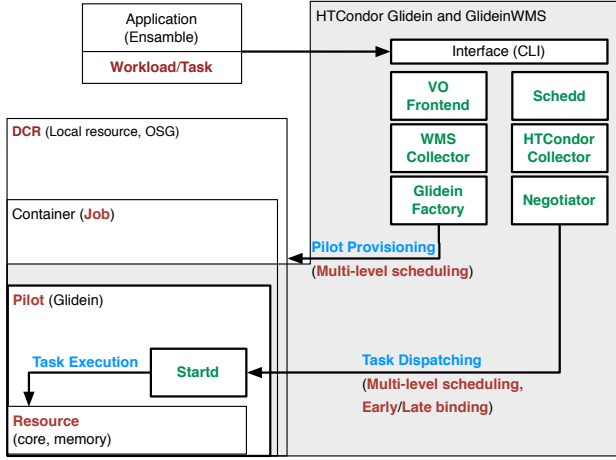 Application
(Ensamble)
Workload/Task
HTCondor Glidein and GlideinWMS
Interface (CLI)
VO
Frontend
Schedd
WMS
Collector
HTCondor
Collector
Glidein
Factory
Negotiator
DCR (Local resource, OSG)
Container (Job)
Pilot Provisioning
(Multi-level scheduling)
Pilot (Glidein)
Task Execution
Startd
Task Dispatching
(Multi-level scheduling,
Early/Late binding)
Resource
(core, memory)